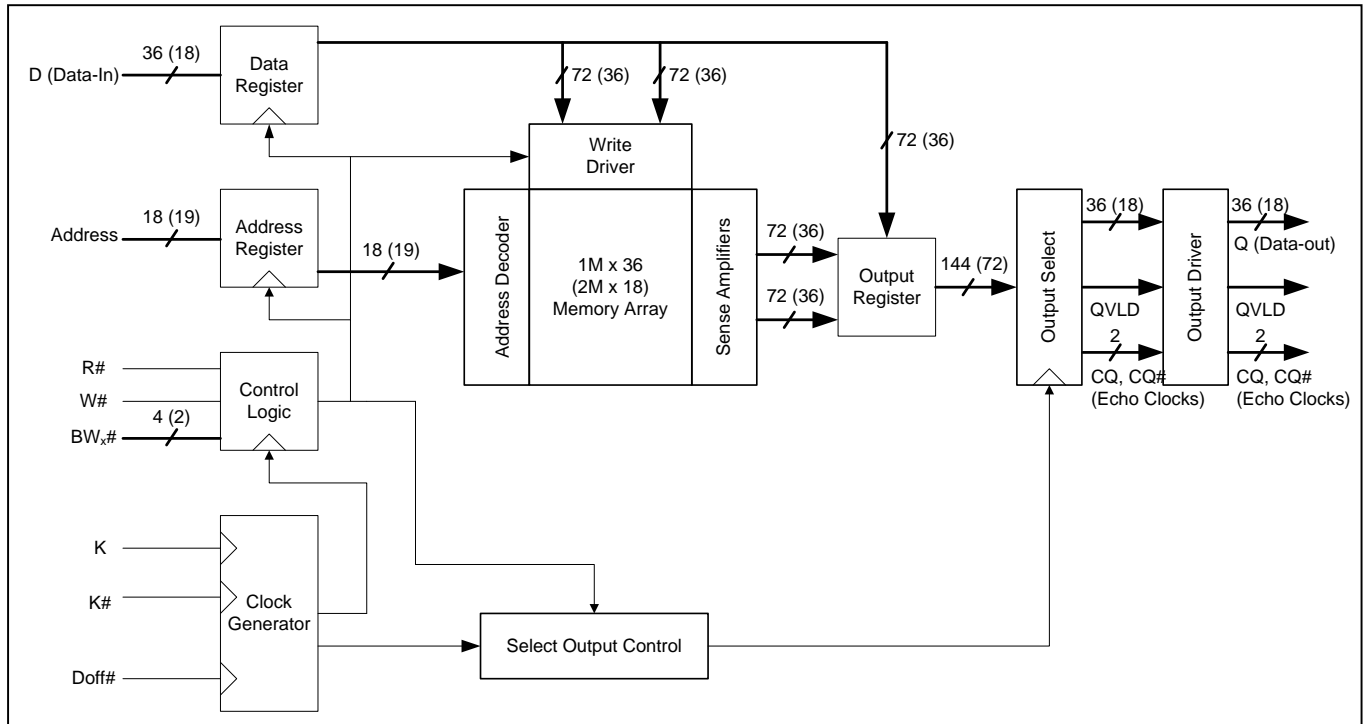 36 (18)
D (Data-In)
Data
Register
72 (36)
72 (36)
72 (36)
Write
Driver
18 (19)
Address
Address
Register
18 (19)
Address Decoder
1M x 36
(2M x 18)
Memory Array
Sense Amplifiers
72 (36)
72 (36)
Output
Register
144 (72)
Output Select
36 (18)
QVLD
2
CQ, CQ#
(Echo Clocks)
Output Driver
36 (18)
Q (Data-out)
QVLD
2
CQ, CQ#
(Echo Clocks)
R#
W#
4 (2)
BWₓ#
Control
Logic
K
K#
Doff#
Clock
Generator
Select Output Control